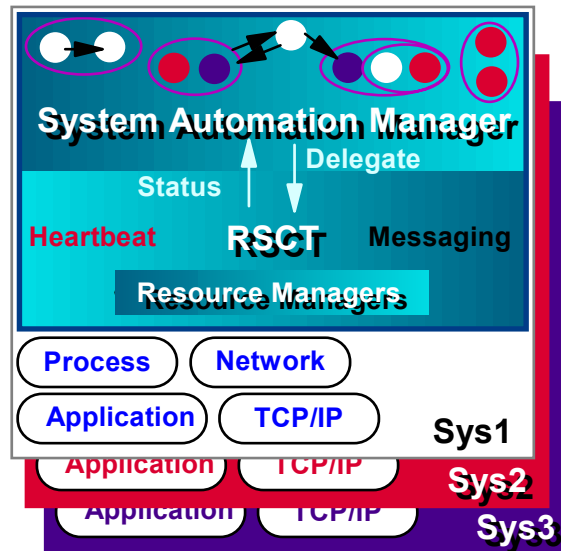 System Automation Manager
Delegate
Status
Heartbeat RSCT Messaging
Resource Managers
Process Network
Application TCP/IP
Sys1
Application TCP/IP
Sys2
Application TCP/IP
Sys3